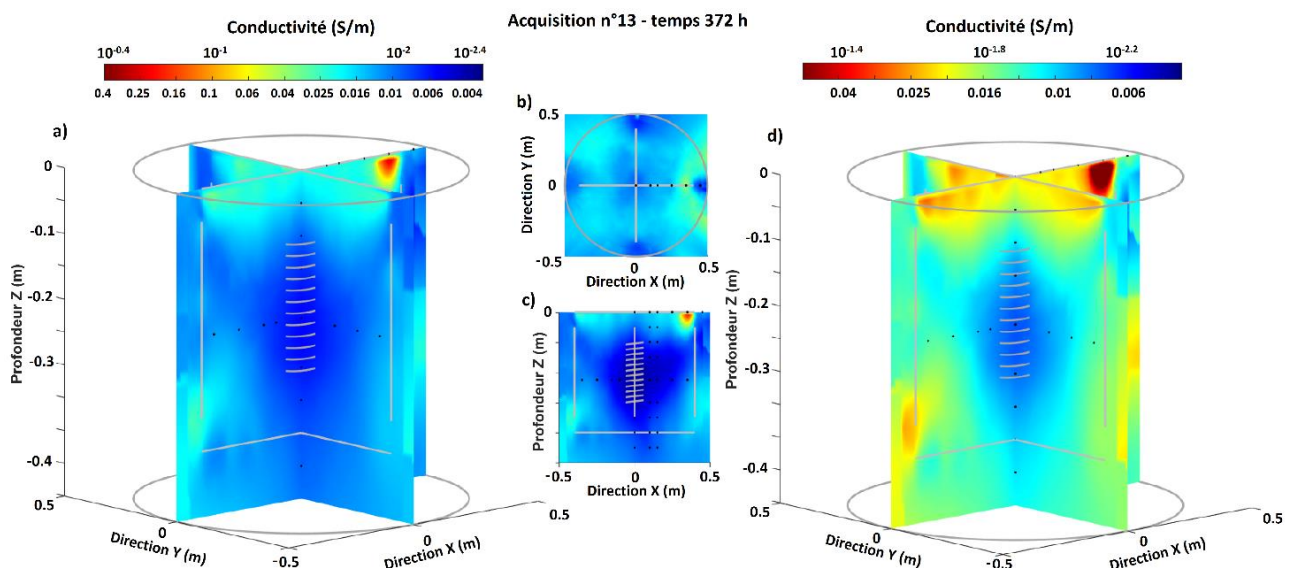 Acquisition n°13 - temps 372 h
Conductivité (S/m)
10-0.4 10-1 10-2 10-2.4
0.4 0.25 0.16 0.1 0.06 0.04 0.025 0.016 0.01 0.006 0.004
a)
Profondeur Z (m)
0
-0.1
-0.2
-0.3
-0.4
0.5
0
-0.5
0
0.5
Direction Y (m)
Direction X (m)
b)
Direction Y (m)
0.5
0
-0.5
-0.5 0 0.5
Direction X (m)
c)
Profondeur Z (m)
0
-0.5 0 0.5
Direction X (m)
Conductivité (S/m)
10-1.4 10-1.8 10-2.2
0.04 0.025 0.016 0.01 0.006
d)
Profondeur Z (m)
0
-0.1
-0.2
-0.3
-0.4
0.5
0
-0.5
0
0.5
Direction Y (m)
Direction X (m)